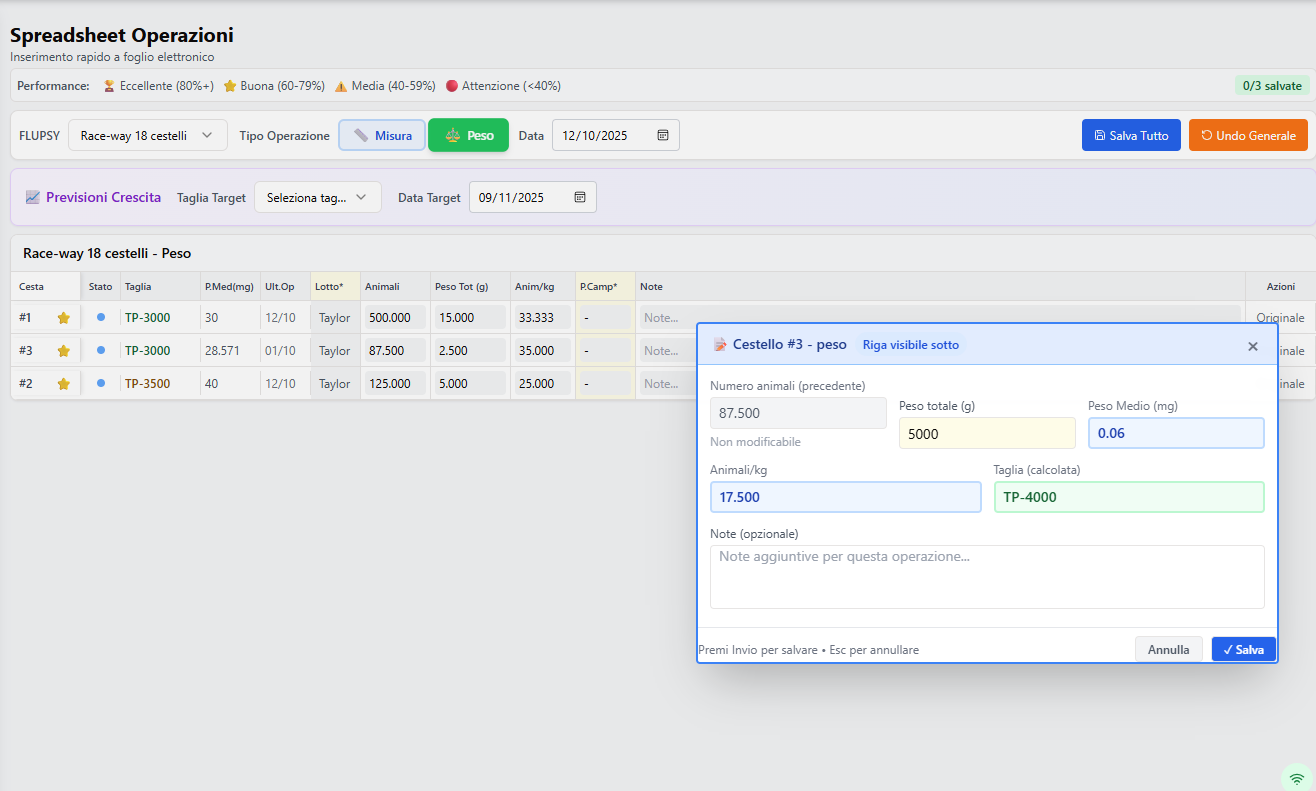 Spreadsheet Operazioni
Inserimento rapido a foglio elettronico
Performance: Eccellente (80%+) Buona (60-79%) Media (40-59%) Attenzione (<40%) 0/3 salvate
FLUPSY Race-way 18 cestelli Tipo Operazione Misura Peso Data 12/10/2025 Salva Tutto Undo Generale
Previsioni Crescita Taglia Target Seleziona tag... Data Target 09/11/2025
Race-way 18 cestelli - Peso
Cesta Stato Taglia P.Med(mg) Ult.Op Lotto* Animali Peso Tot (g) Anim/kg P.Camp* Note Azioni
#1 TP-3000 30 12/10 Taylor 500.000 15.000 33.333 - Note... Originale
#3 TP-3000 28.571 01/10 Taylor 87.500 2.500 35.000 - Note... inale
#2 TP-3500 40 12/10 Taylor 125.000 5.000 25.000 - Note... inale
Cestello #3 - peso Riga visibile sotto ×
Numero animali (precedente)
87.500
Non modificabile
Peso totale (g)
5000
Peso Medio (mg)
0.06
Animali/kg
17.500
Taglia (calcolata)
TP-4000
Note (opzionale)
Note aggiuntive per questa operazione...
Premi Invio per salvare • Esc per annullare Annulla ✓ Salva